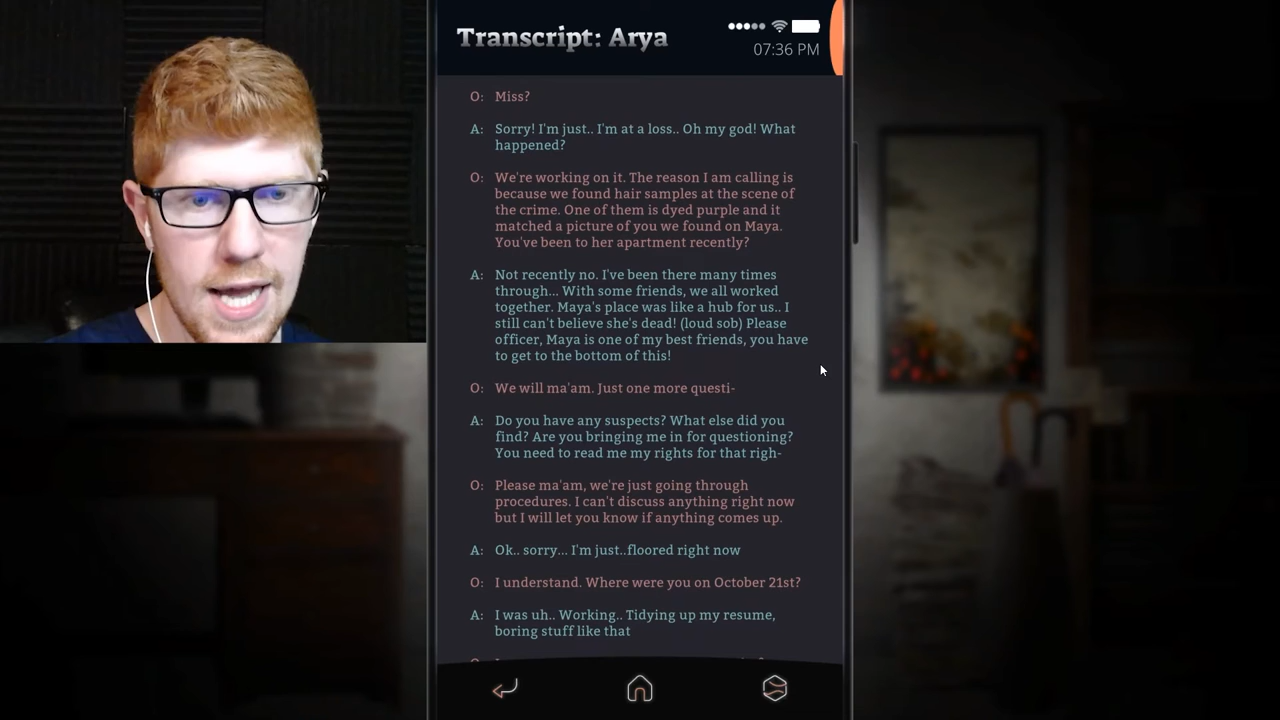 Transcript: Arya
07:36 PM
O: Miss?
A: Sorry! I'm just.. I'm at a loss.. Oh my god! What
happened?
O: We're working on it. The reason I am calling is
because we found hair samples at the scene of
the crime. One of them is dyed purple and it
matched a picture of you we found on Maya.
You've been to her apartment recently?
A: Not recently no. I've been there many times
through... With some friends, we all worked
together. Maya's place was like a hub for us.. I
still can't believe she's dead! (loud sob) Please
officer, Maya is one of my best friends, you have
to get to the bottom of this!
O: We will ma'am. Just one more questi-
A: Do you have any suspects? What else did you
find? Are you bringing me in for questioning?
You need to read me my rights for that righ-
O: Please ma'am, we're just going through
procedures. I can't discuss anything right now
but I will let you know if anything comes up.
A: Ok.. sorry... I'm just..floored right now
O: I understand. Where were you on October 21st?
A: I was uh.. Working.. Tidying up my resume,
boring stuff like that